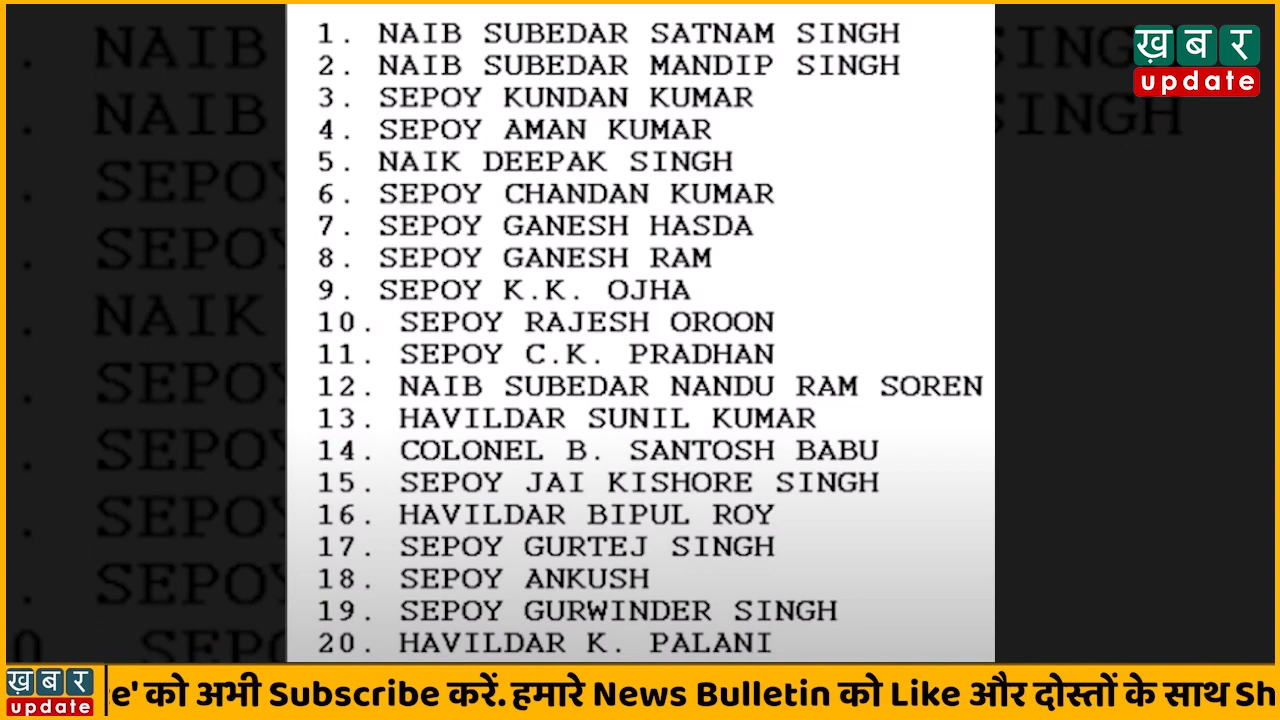 1. NAIB SUBEDAR SATNAM SINGH
2. NAIB SUBEDAR MANDIP SINGH
3. SEPOY KUNDAN KUMAR
4. SEPOY AMAN KUMAR
5. NAIK DEEPAK SINGH
6. SEPOY CHANDAN KUMAR
7. SEPOY GANESH HASDA
8. SEPOY GANESH RAM
9. SEPOY K.K. OJHA
10. SEPOY RAJESH OROON
11. SEPOY C.K. PRADHAN
12. NAIB SUBEDAR NANDU RAM SOREN
13. HAVILDAR SUNIL KUMAR
14. COLONEL B. SANTOSH BABU
15. SEPOY JAI KISHORE SINGH
16. HAVILDAR BIPUL ROY
17. SEPOY GURTEJ SINGH
18. SEPOY ANKUSH
19. SEPOY GURWINDER SINGH
20. HAVILDAR K. PALANI
ख़बर
update
ख़बर
update
e' को अभी Subscribe करें. हमारे News Bulletin को Like और दोस्तों के साथ Sh